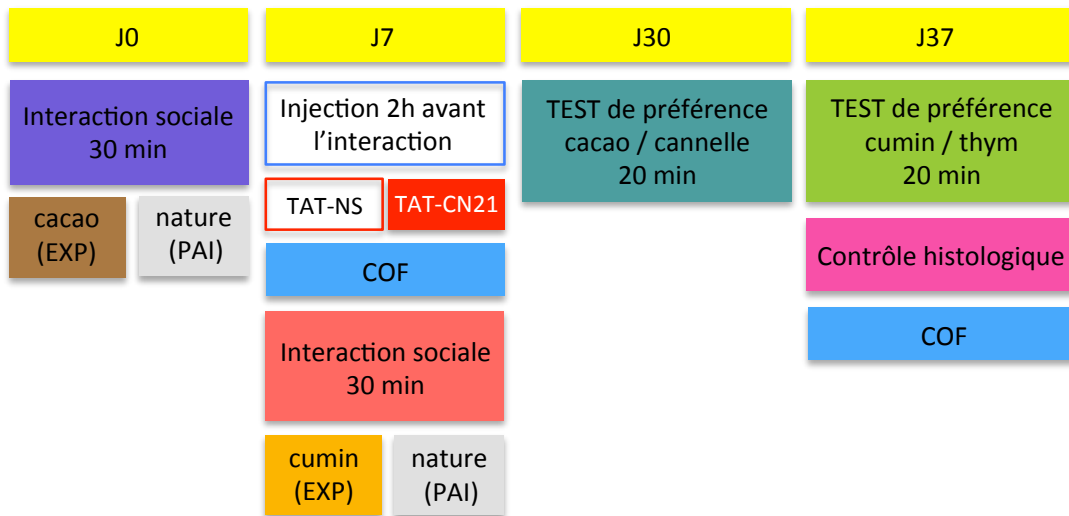 J0
Interaction sociale
30 min
cacao
(EXP)
nature
(PAI)
J7
Injection 2h avant
l'interaction
TAT-NS
TAT-CN21
COF
Interaction sociale
30 min
cumin
(EXP)
nature
(PAI)
J30
TEST de préférence
cacao / cannelle
20 min
J37
TEST de préférence
cumin / thym
20 min
Contrôle histologique
COF